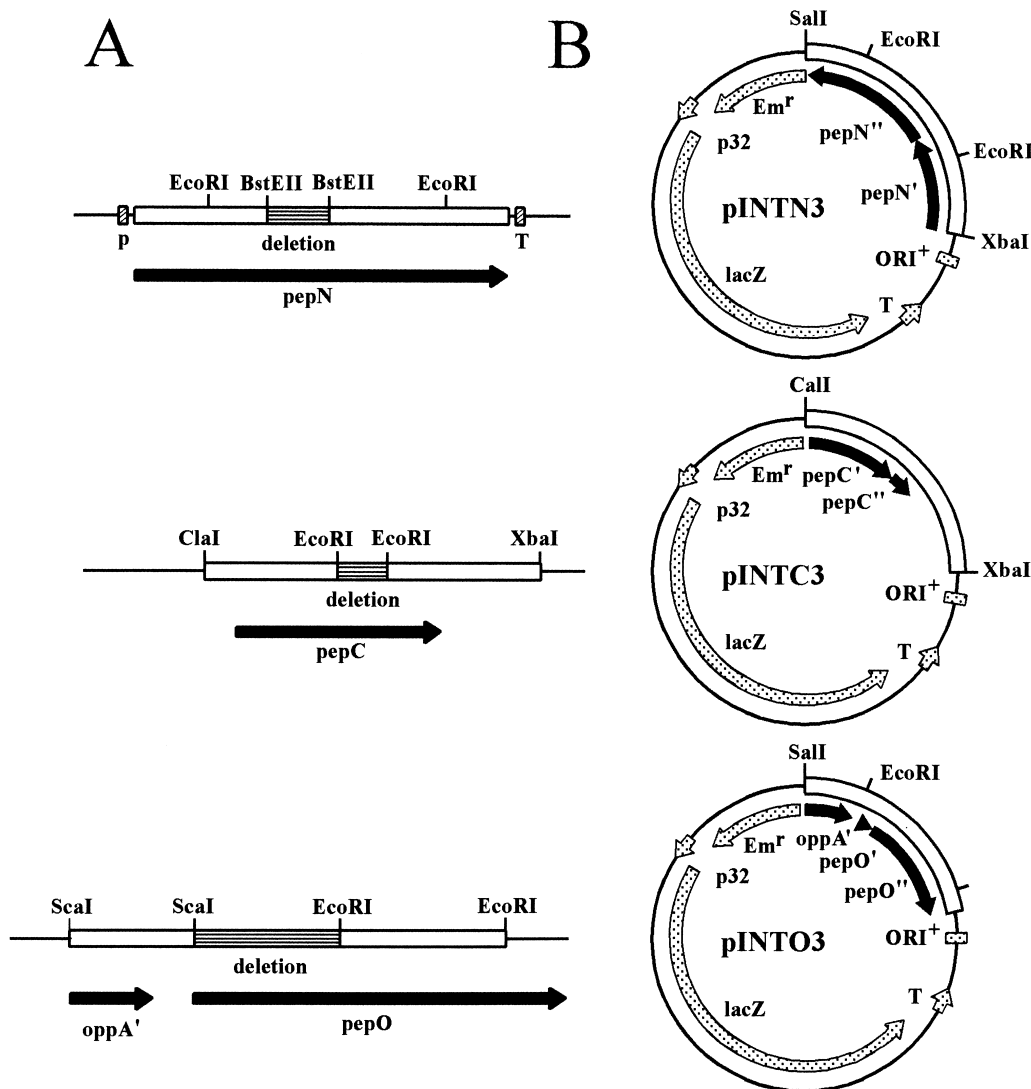 A
EcoRI BstEII BstEII EcoRI
p deletion T
pepN
ClaI EcoRI EcoRI XbaI
deletion
pepC
ScaI ScaI EcoRI EcoRI
deletion
oppA' pepO
B
SalI
EcoRI
Emr
pepN"
p32
EcoRI
pepN'
pINTN3
XbaI
ORI+
lacZ
T
CalI
Emr pepC'
pepC"
p32
pINTC3
XbaI
ORI+
lacZ
T
SalI
EcoRI
Emr oppA'
pepO'
p32
pepO"
pINTO3
ORI+
lacZ
T